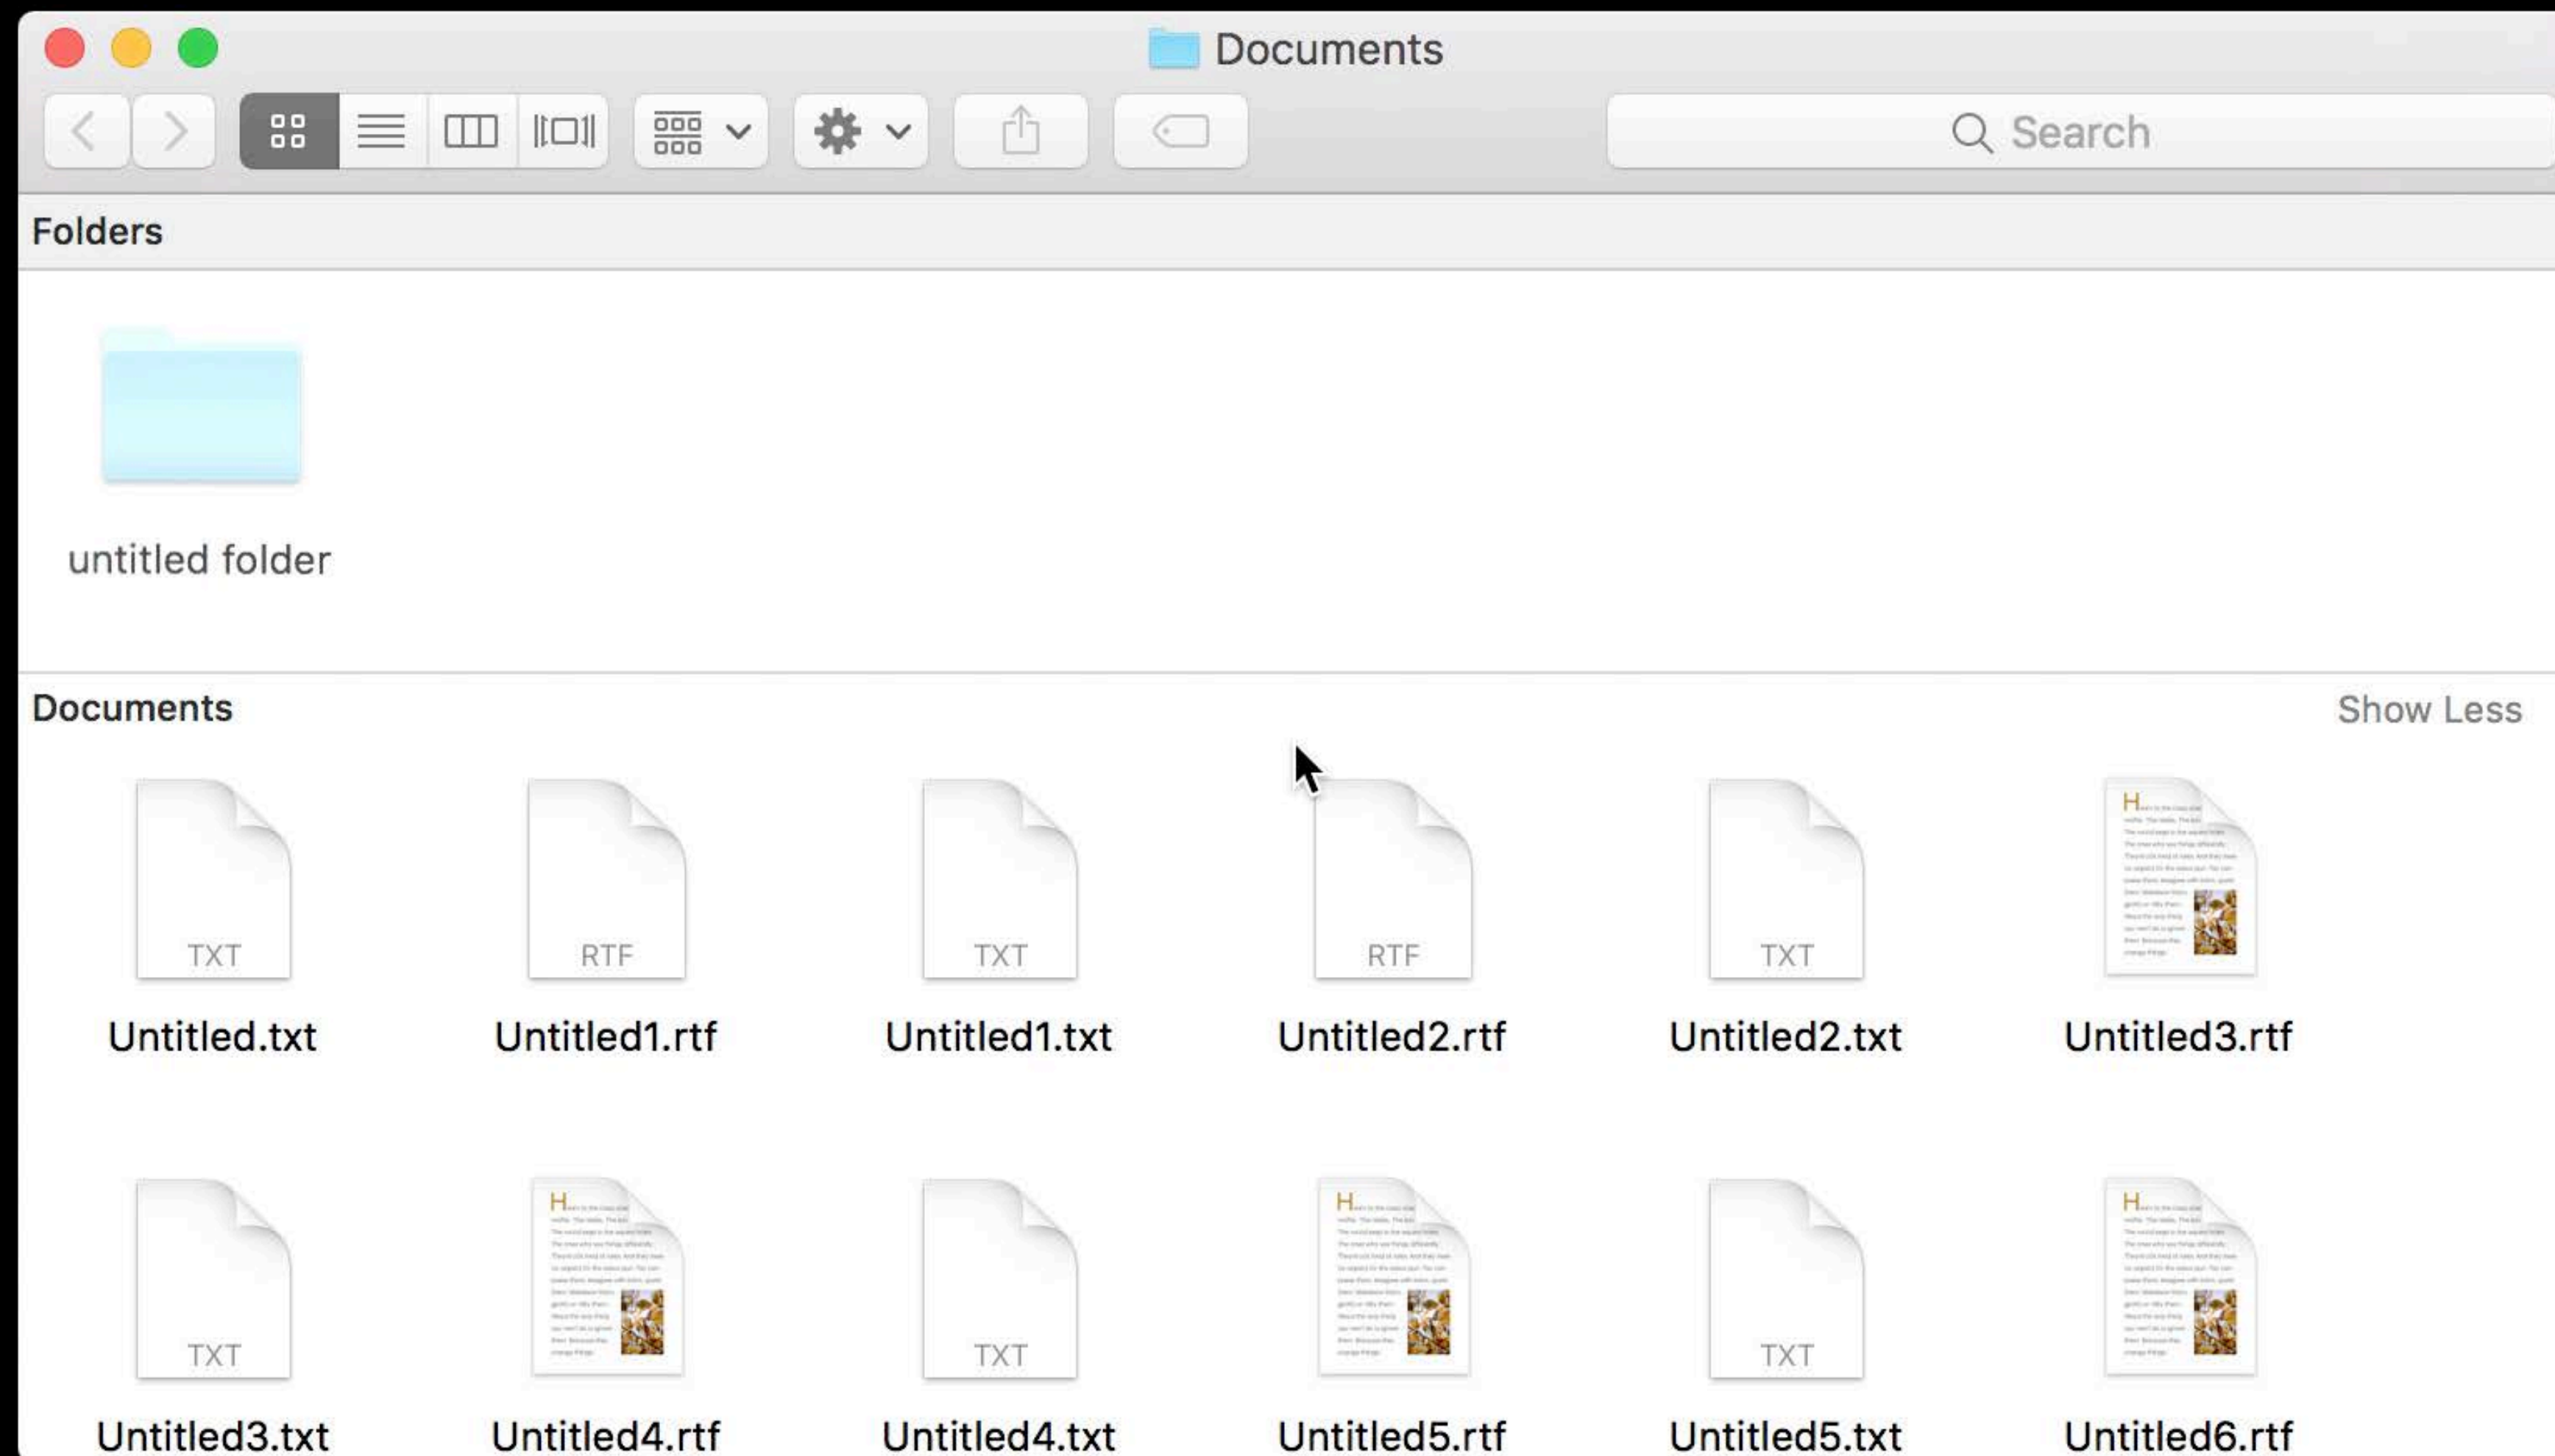 Documents
Search
Folders
untitled folder
Documents
Show Less
TXT
RTF
TXT
RTF
TXT
Untitled.txt
Untitled1.rtf
Untitled1.txt
Untitled2.rtf
Untitled2.txt
Untitled3.rtf
TXT
TXT
TXT
Untitled3.txt
Untitled4.rtf
Untitled4.txt
Untitled5.rtf
Untitled5.txt
Untitled6.rtf